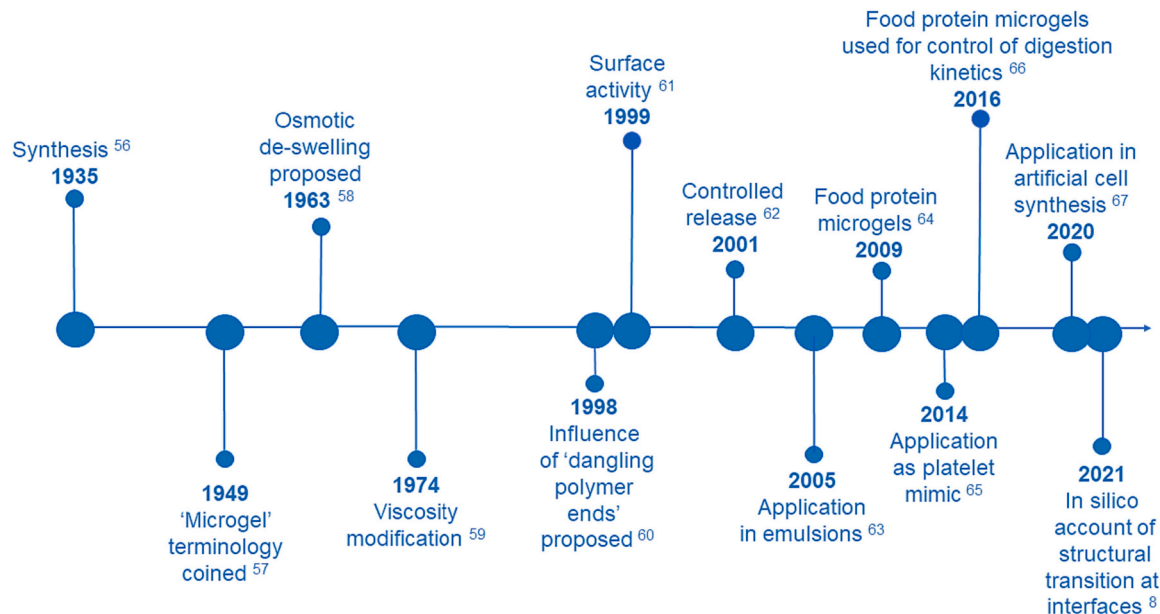 Synthesis 56
1935
'Microgel'
1949
terminology
coined 57
Osmotic
de-swelling
proposed
1963 58
1974
Viscosity
modification 59
1998
Influence
of 'dangling
polymer
ends'
proposed 60
Surface
activity 61
1999
Controlled
release 62
2001
2005
Application
in emulsions 63
Food protein
microgels 64
2009
2014
Application
as platelet
mimic 65
Food protein microgels
used for control of digestion
kinetics 66
2016
Application in
artificial cell
synthesis 67
2020
2021
In silico
account of
structural
transition at
interfaces 8